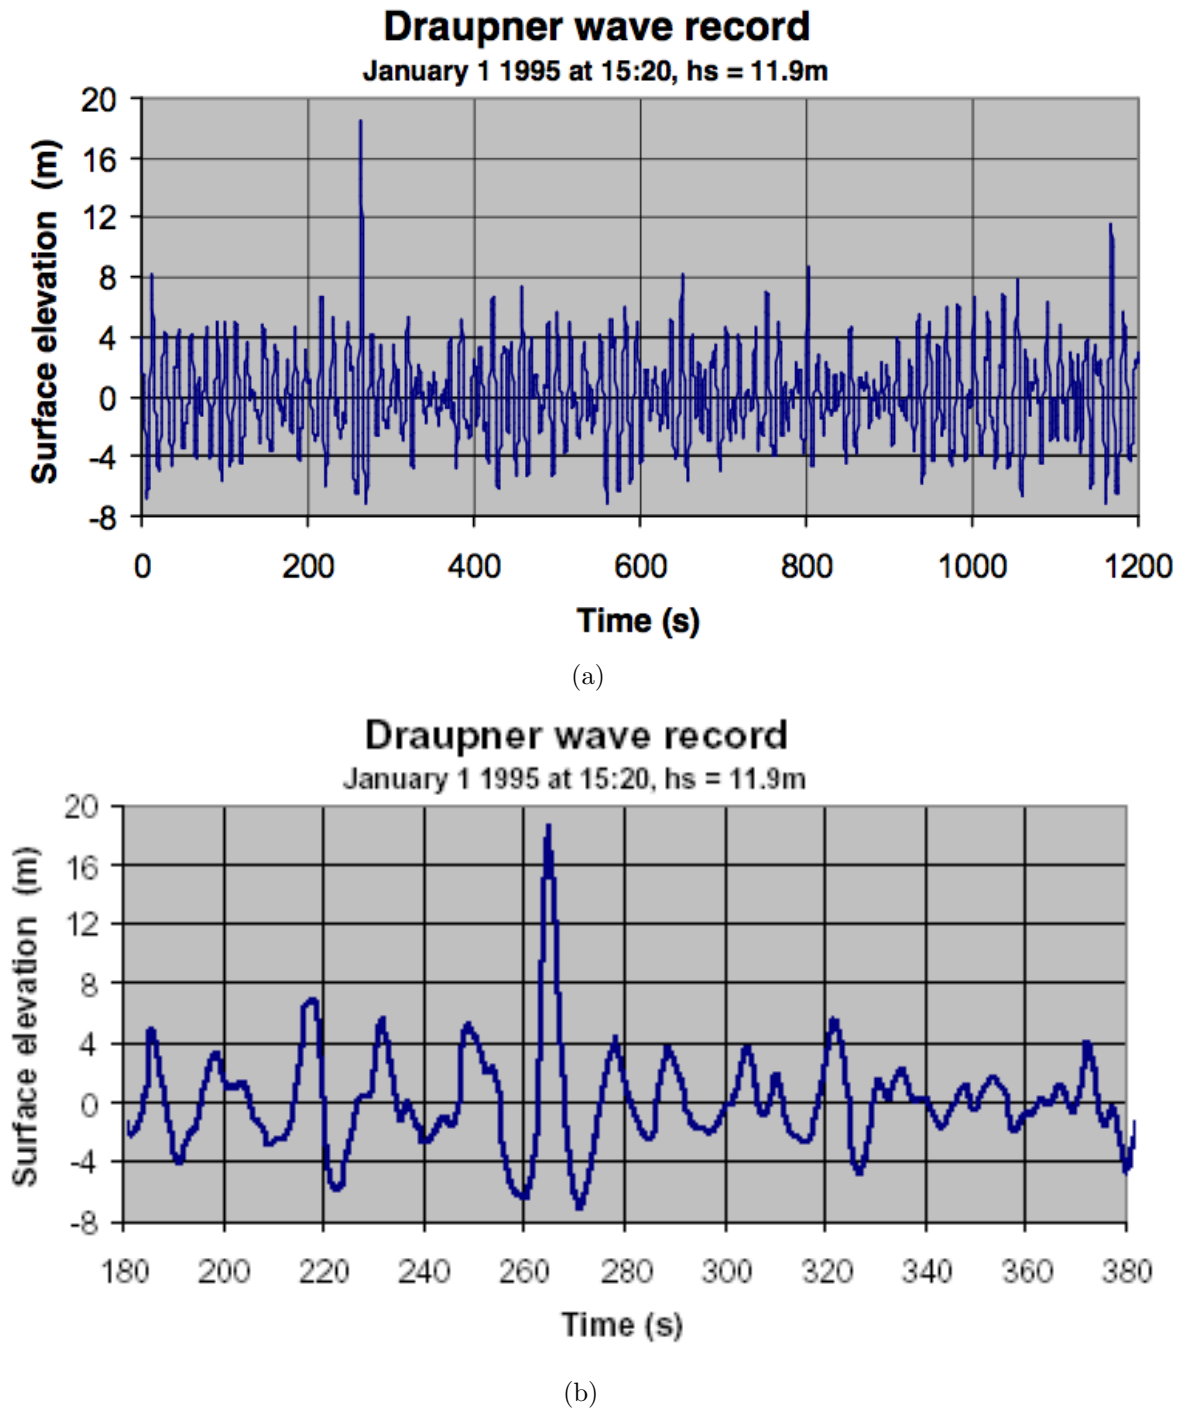 Draupner wave record
January 1 1995 at 15:20, hs = 11.9m
20
16
12
8
4
0
-4
-8
Surface elevation (m)
0 200 400 600 800 1000 1200
Time (s)
(a)
Draupner wave record
January 1 1995 at 15:20, hs = 11.9m
20
16
12
8
4
0
-4
-8
Surface elevation (m)
180 200 220 240 260 280 300 320 340 360 380
Time (s)
(b)